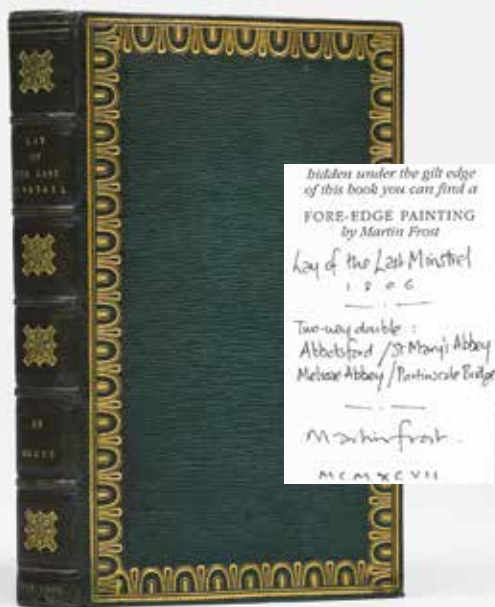 LAY
OF
THE LAST
MINSTREL
SCOTT
hidden under the gilt edge
of this book you can find a
FORE-EDGE PAINTING
by Martin Frost
Lay of the Last Minstrel
1806
Two-way double:
Abbotsford / St Mary's Abbey
Melrose Abbey / Portinscale Bridge
Martin Frost.
MCMXCVII